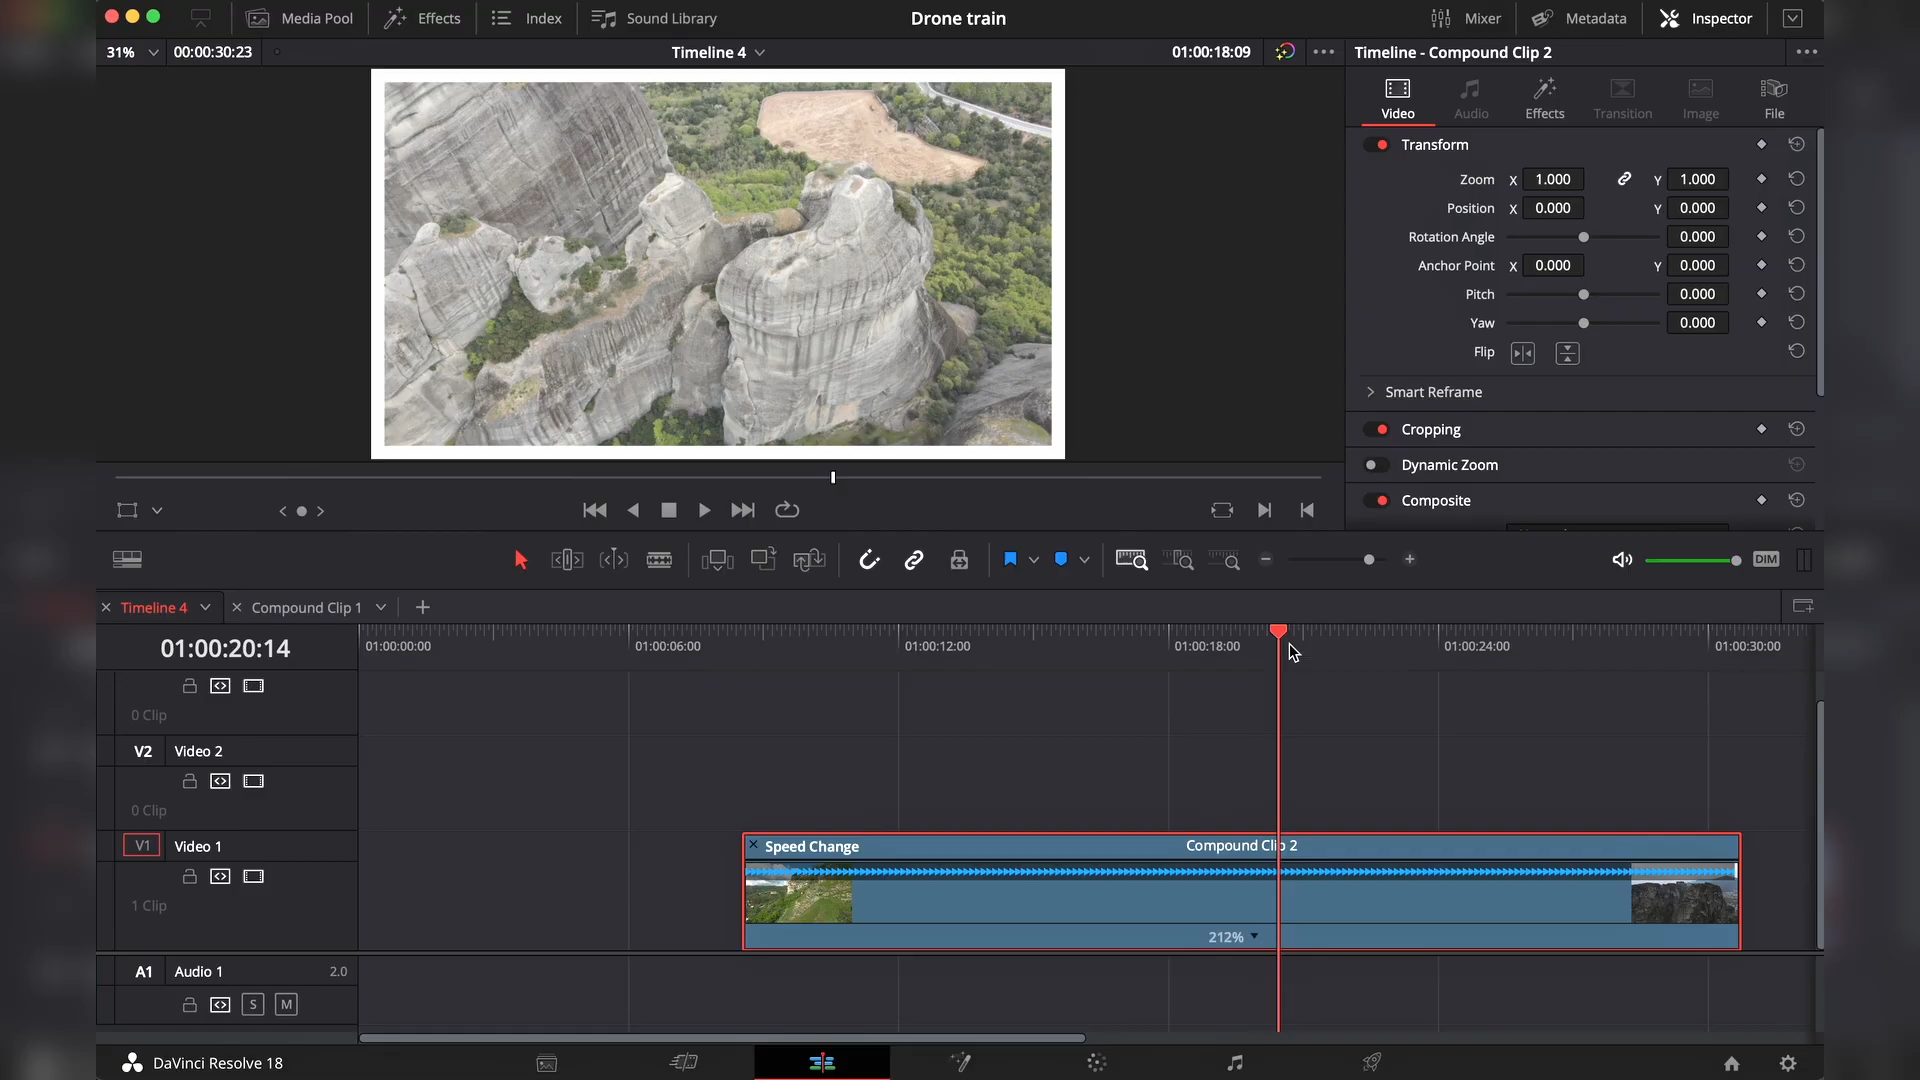 Media Pool Effects Index Sound Library Drone train Mixer Metadata Inspector
31% 00:00:30:23 Timeline 4 01:00:18:09 Timeline - Compound Clip 2
Video Audio Effects Transition Image File
Transform
Zoom X 1.000 Y 1.000
Position X 0.000 Y 0.000
Rotation Angle 0.000
Anchor Point X 0.000 Y 0.000
Pitch 0.000
Yaw 0.000
Flip
Smart Reframe
Cropping
Dynamic Zoom
Composite
DIM
Timeline 4 Compound Clip 1
01:00:20:14 01:00:00:00 01:00:06:00 01:00:12:00 01:00:18:00 01:00:24:00 01:00:30:00
0 Clip
V2 Video 2
0 Clip
V1 Video 1 Speed Change Compound Clip 2
1 Clip
212%
A1 Audio 1 2.0
S M
DaVinci Resolve 18